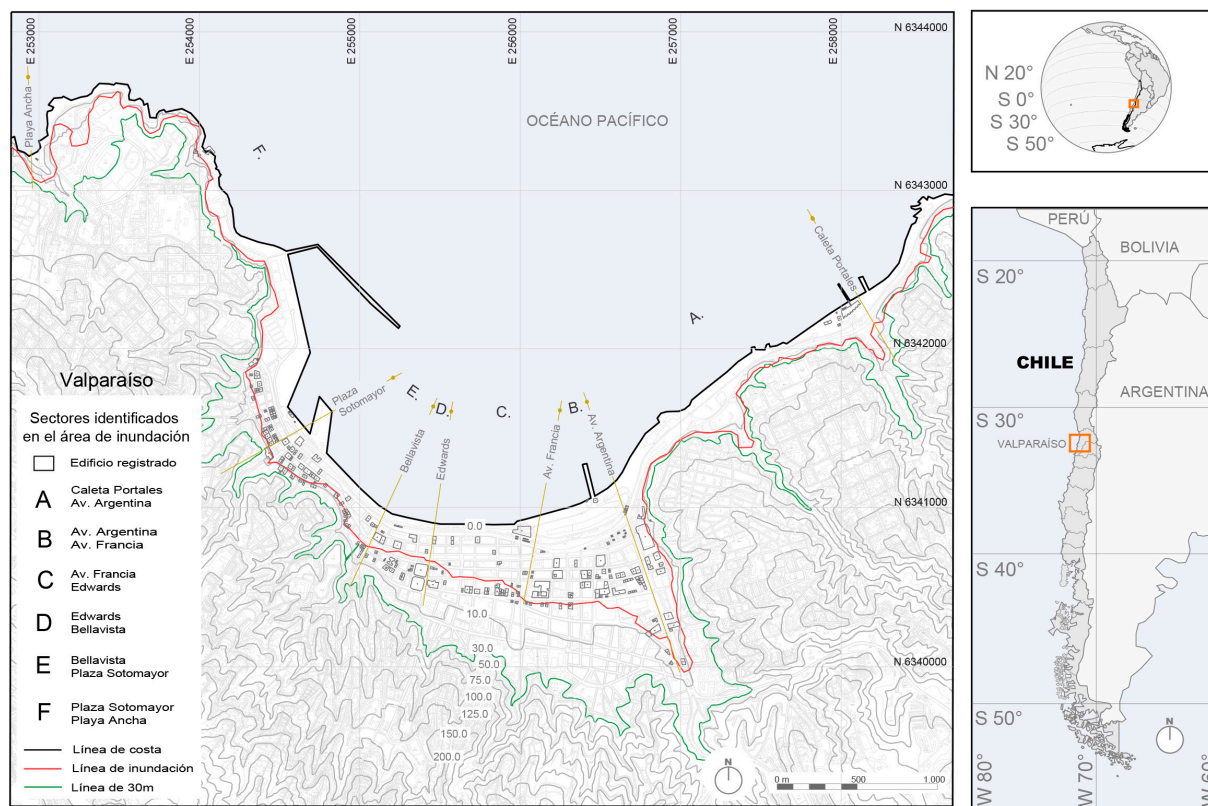 E 253000
E 254000
E 255000
E 256000
E 257000
E 258000
N 6344000
Playa Ancha
F.
OCÉANO PACÍFICO
N 6343000
Caleta Portales
A.
N 6342000
Plaza
Sotomayor
E.
D.
C.
B.
Bellavista
Edwards
Av. Francia
Av. Argentina
N 6341000
0.0
10.0
30.0
50.0
75.0
100.0
125.0
150.0
200.0
N 6340000
Valparaíso
Sectores identificados
en el área de inundación
Edificio registrado
A
Caleta Portales
Av. Argentina
B
Av. Argentina
Av. Francia
C
Av. Francia
Edwards
D
Edwards
Bellavista
E
Bellavista
Plaza Sotomayor
F
Plaza Sotomayor
Playa Ancha
Línea de costa
Línea de inundación
Línea de 30m
N
0 m 500 1.000
N 20°
S 0°
S 30°
S 50°
PERÚ
BOLIVIA
S 20°
CHILE
ARGENTINA
S 30°
VALPARAÍSO
S 40°
S 50°
N
W 80°
W 70°
W 60°